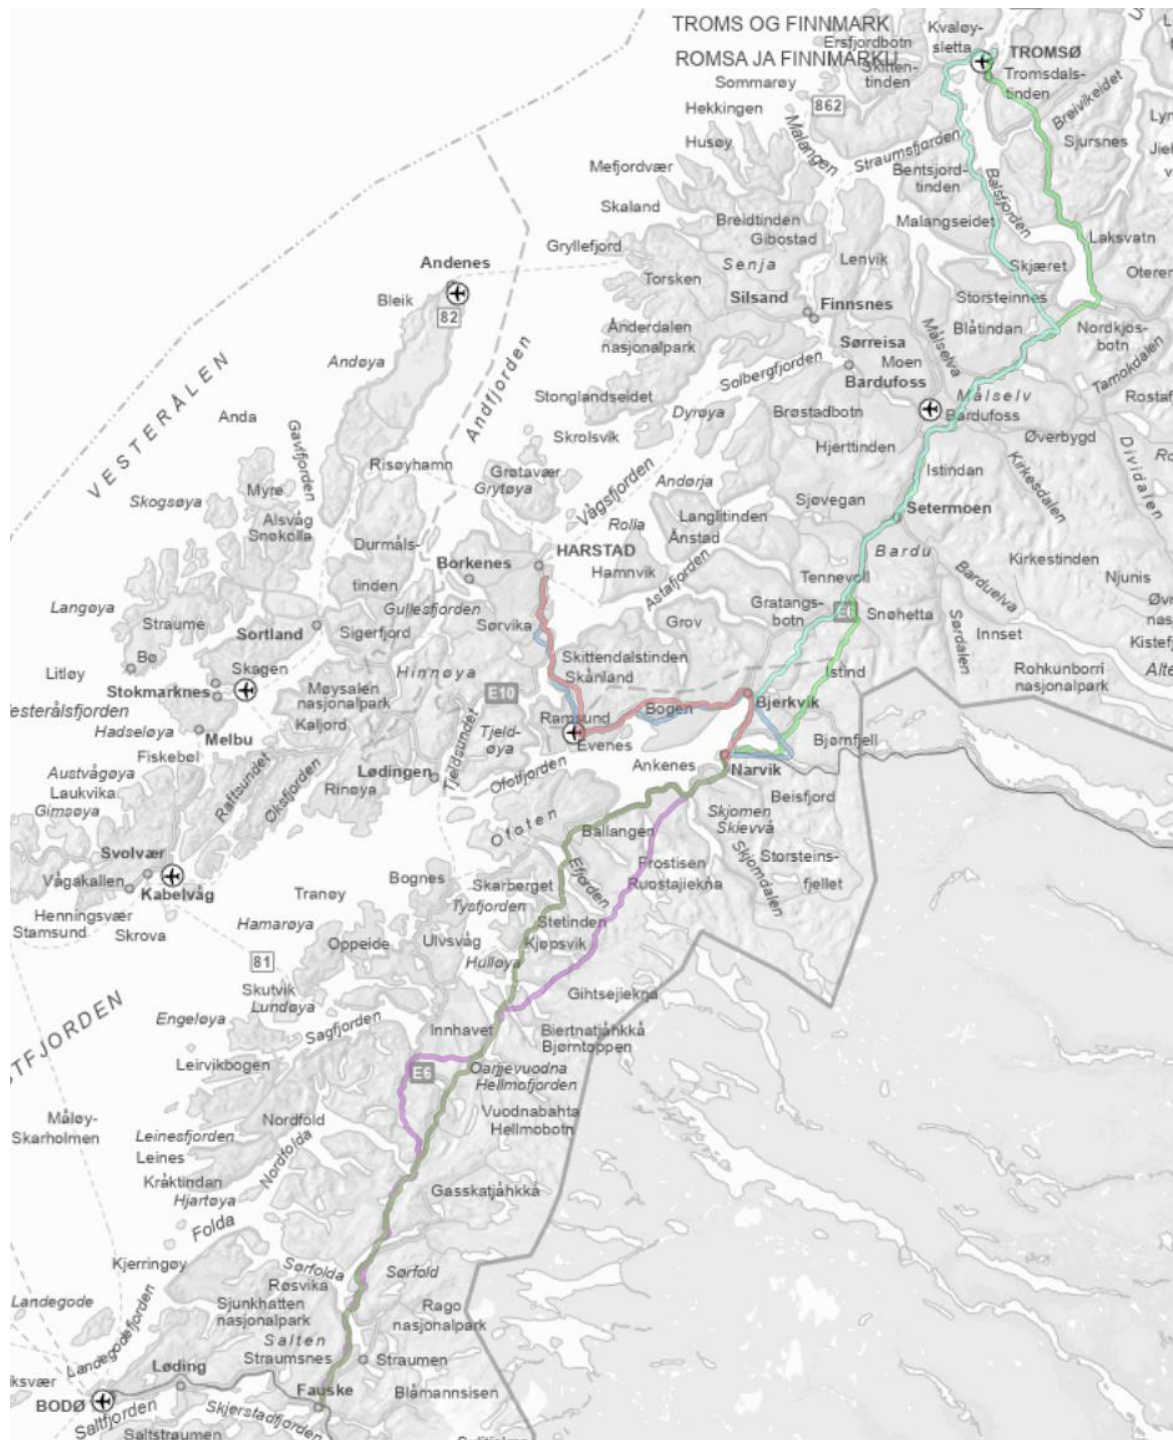 TROMS OG FINNMARK
Kvaløy-
sletta
Ersfjordbotn
ROMSA JA FINNMÁRKU
TROMSØ
Skitten-
tinden
Tromsdals-
tinden
Sommarøy
Breivikeidet
862
Hekkingen
Malangen
Husøy
Sjursnes
Straumsfjorden
Mefjordvær
Bentsjord-
tinden
Balsfjorden
Skaland
Breidtinden
Malangseidet
Gibostad
Laksvatn
Gryllefjord
Andenes
Senja
Lenvik
Skjæret
Torsken
Bleik
82
Silsand
Finnsnes
Storsteinnes
Ånderdalen
nasjonalpark
Målselva
Blåtindan
Nordkjos-
botn
Sørreisa
Moen
Andøya
Andfjorden
Solbergfjorden
Bardufoss
Tamokdalen
VESTERÅLEN
Stonglandseidet
Målselv
Anda
Dyrøya
Brøstadbotn
Bardufoss
Gavlfjorden
Skrolsvik
Hjerttinden
Øverbygd
Dividalen
Risøyhamn
Grøtavær
Istindan
Kirkesdalen
Myre
Grytøya
Vågsfjorden
Andørja
Skogsøya
Sjøvegan
Setermoen
Alsvåg
Snøkolla
Rolla
Langlitinden
Ånstad
Durmåls-
tinden
HARSTAD
Bardu
Borkenes
Hamnvik
Astafjorden
Tennevoll
Kirkestinden
Barduelva
Njunis
Langøya
Gullesfjorden
Gratangs-
botn
E6
Snøhetta
Straume
Sørvika
Grov
Sørdalen
Innset
Sortland
Sigerfjord
Bø
Litløy
Skittendalstinden
Skånland
Skagen
Hinnøya
Istind
Rohkunborri
nasjonalpark
Stokmarknes
Møysalen
nasjonalpark
E10
Bjerkvik
Bogen
Ramsund
Hadseløya
Kaljord
Tjeld-
øya
Melbu
Tjeldsundet
Evenes
Bjørnfjell
Fiskebøl
Raftsundet
Austvågøya
Laukvika
Øksfjorden
Lødingen
Ofotfjorden
Ankenes
Narvik
Rinøya
Gimsøya
Beisfjord
Skjomen
Skievvá
Ofoten
Ballangen
Svolvær
Frostisen
Storsteins-
fjellet
Vågakallen
Efjorden
Kabelvåg
Bognes
Skarberget
Ruostajiekŋa
Skjomdalen
Tranøy
Tysfjorden
Henningsvær
Hamarøya
Stetinden
Stamsund
Skrova
Ulvsvåg
Oppeide
Kjøpsvik
Hulløya
81
Skutvik
Gihtsejiekŋa
Lundøya
Engeløya
Sagfjorden
Innhavet
Biertnatjåhkkå
Bjørntoppen
Leirvikbogen
E6
Oarjjevuodna
Hellmofjorden
Måløy-
Skarholmen
Nordfold
Vuodnabahta
Hellmobotn
Leinesfjorden
Nordfolda
Leines
Kråktindan
Gasskatjåhkkå
Hjartøya
Folda
Kjerringøy
Sørfolda
Sørfold
Røsvika
Landegode
Sjunkhatten
nasjonalpark
Rago
nasjonalpark
Landegodefjorden
Salten
Straumsnes
Straumen
Løding
Fauske
BODØ
Blåmannsisen
Saltfjorden
Skjerstadfjorden
Saltstraumen